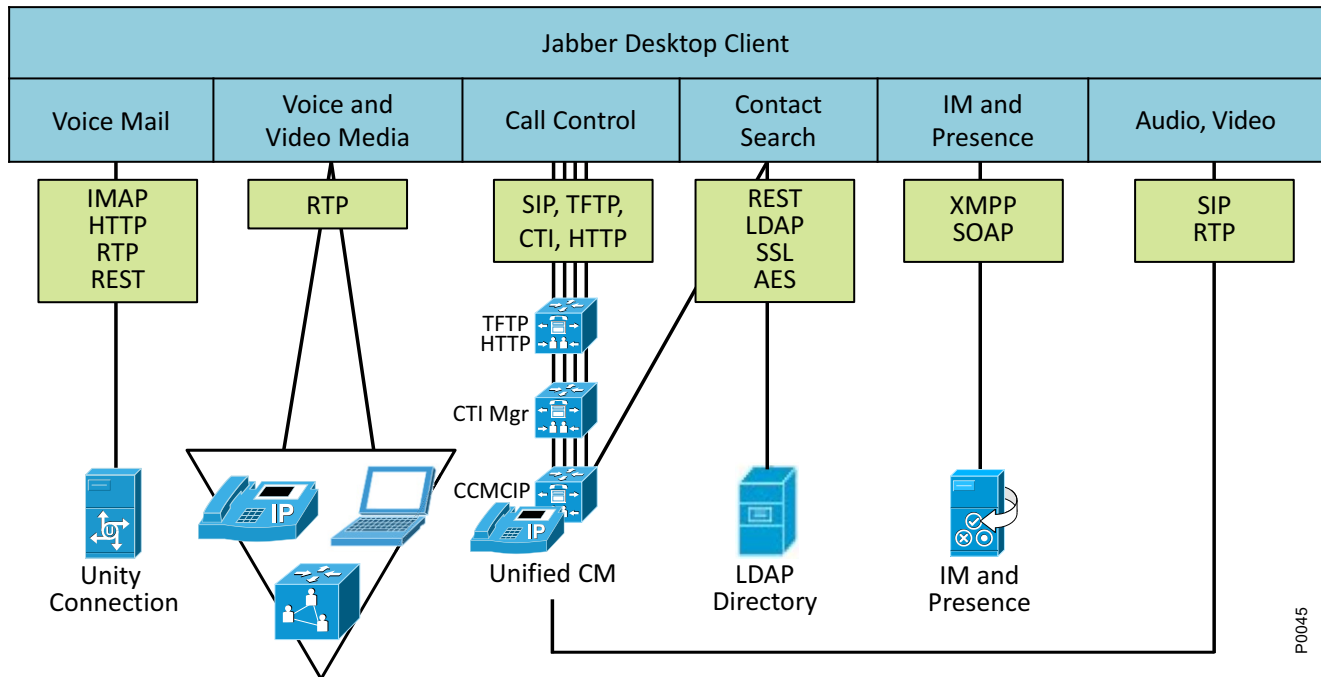 Jabber Desktop Client
Voice Mail
Voice and
Video Media
Call Control
Contact
Search
IM and
Presence
Audio, Video
IMAP
HTTP
RTP
REST
RTP
SIP, TFTP,
CTI, HTTP
REST
LDAP
SSL
AES
XMPP
SOAP
SIP
RTP
TFTP
HTTP
CTI Mgr
CCMCIP
IP
IP
U
Unity
Connection
Unified CM
LDAP
Directory
IM and
Presence
P0045